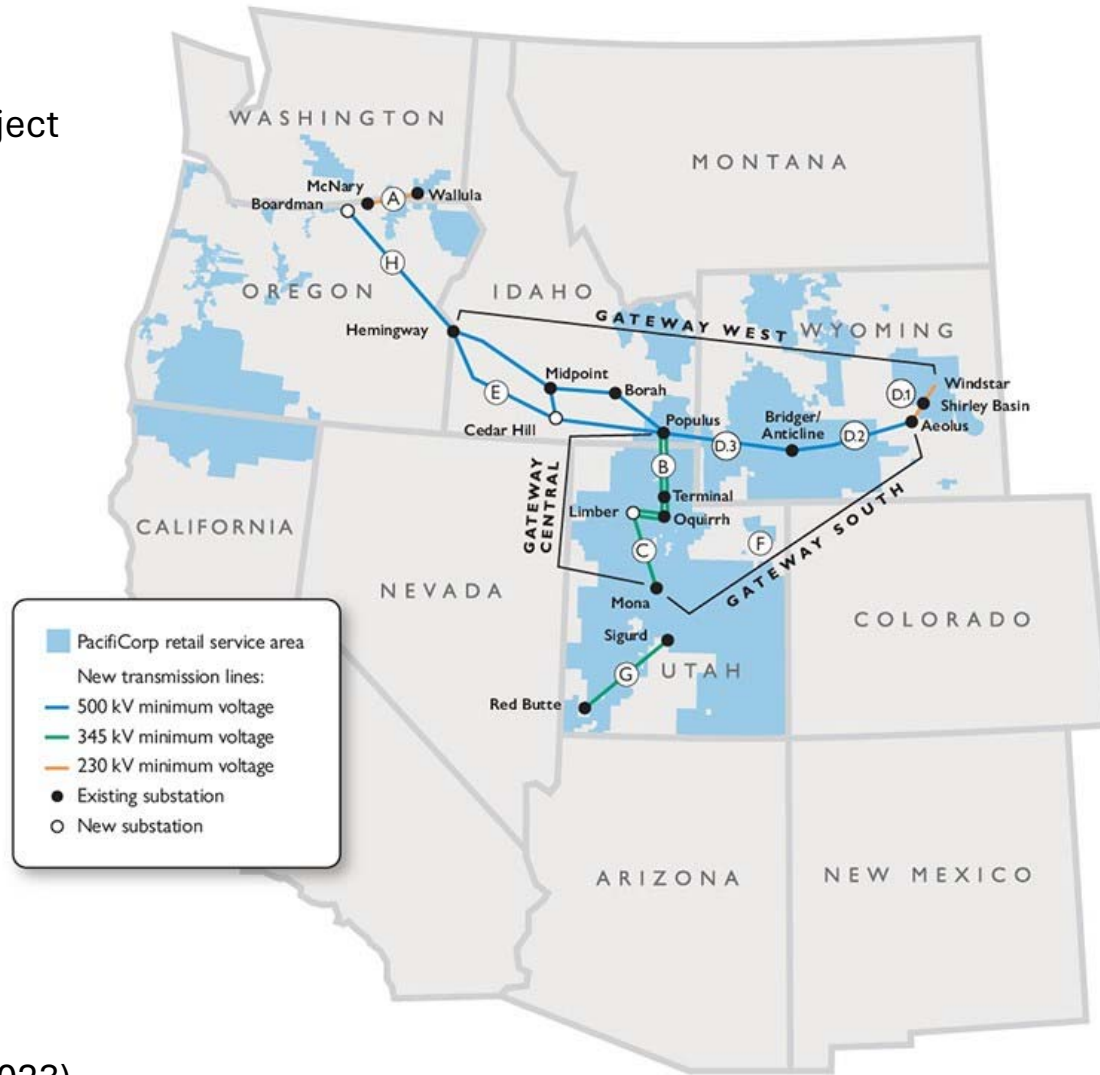 ject
WASHINGTON
MONTANA
McNary
A
Wallula
Boardman
H
OREGON
IDAHO
GATEWAY WEST
WYOMING
Hemingway
Midpoint
Borah
E
Cedar Hill
Populus
Bridger/
Anticline
D.1
Windstar
Shirley Basin
Aeolus
D.2
D.3
B
GATEWAY
CENTRAL
Terminal
Limber
Oquirrh
GATEWAY SOUTH
C
F
CALIFORNIA
NEVADA
Mona
COLORADO
Sigurd
UTAH
G
Red Butte
PacifiCorp retail service area
New transmission lines:
500 kV minimum voltage
345 kV minimum voltage
230 kV minimum voltage
Existing substation
New substation
ARIZONA
NEW MEXICO
023)